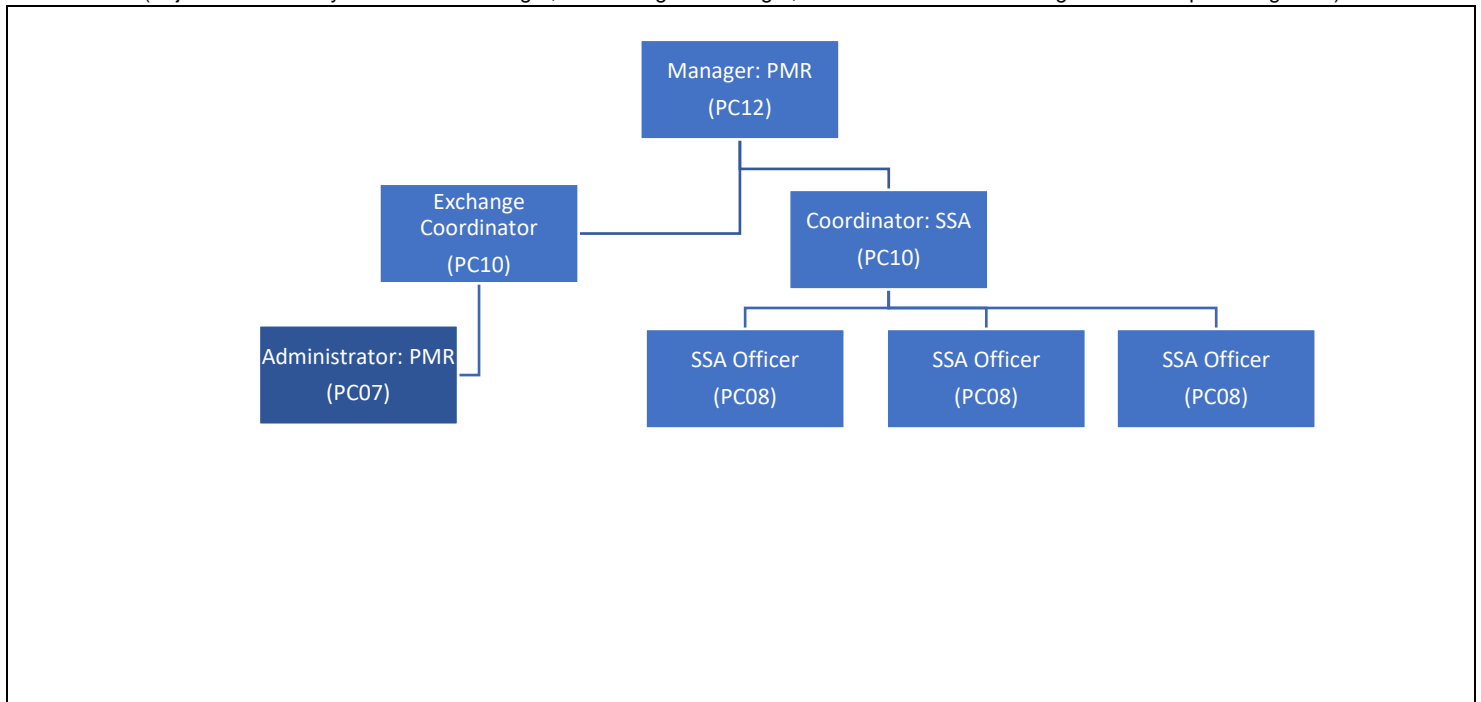 Manager: PMR
(PC12)
Exchange
Coordinator
(PC10)
Coordinator: SSA
(PC10)
Administrator: PMR
(PC07)
SSA Officer
(PC08)
SSA Officer
(PC08)
SSA Officer
(PC08)